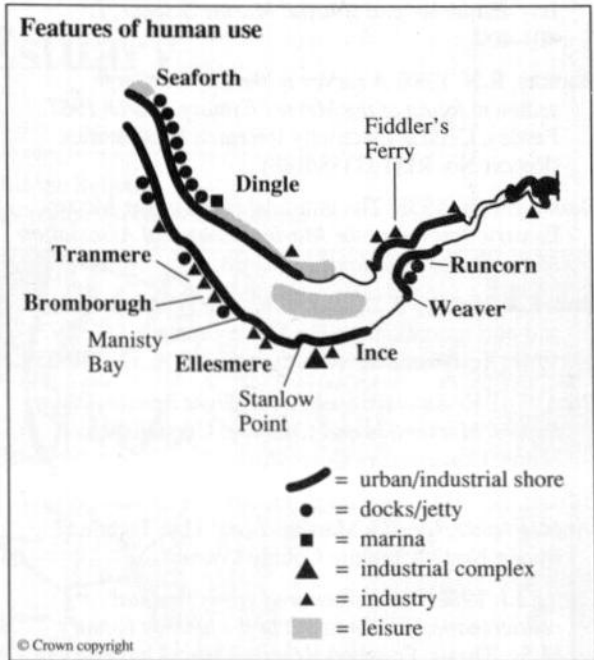 Features of human use
Seaforth
Fiddler's
Ferry
Dingle
Tranmere
Runcorn
Bromborough
Weaver
Manisty
Bay
Ellesmere
Ince
Stanlow
Point
= urban/industrial shore
= docks/jetty
= marina
= industrial complex
= industry
= leisure
© Crown copyright